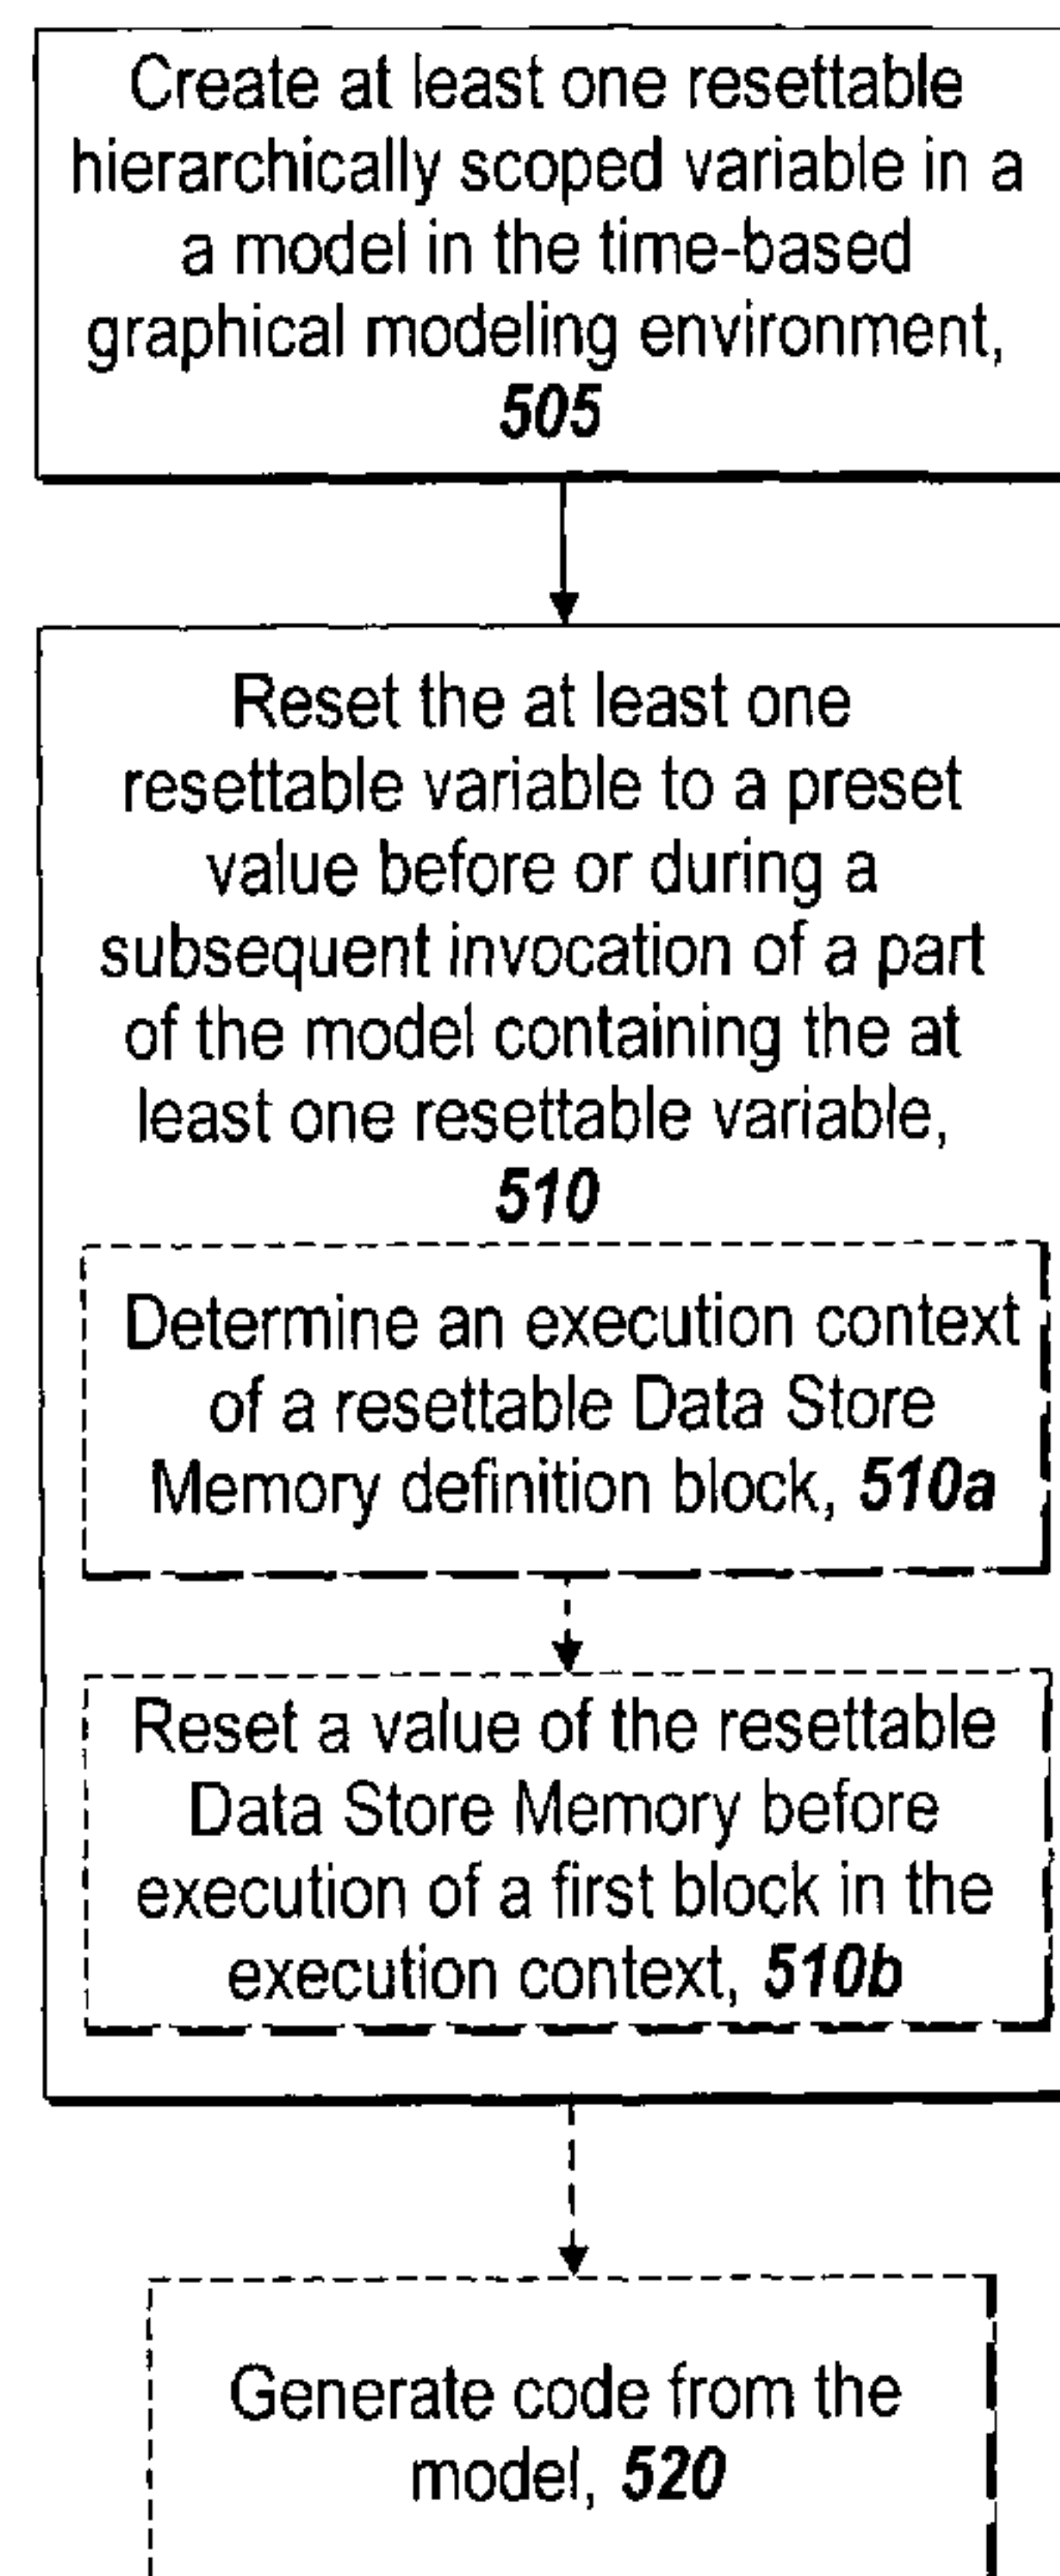 Create at least one resettable
hierarchically scoped variable in a
a model in the time-based
graphical modeling environment,
505
Reset the at least one
resettable variable to a preset
value before or during a
subsequent invocation of a part
of the model containing the at
least one resettable variable,
510
Determine an execution context
of a resettable Data Store
Memory definition block, 510a
Reset a value of the resettable
Data Store Memory before
execution of a first block in the
execution context, 510b
Generate code from the
model, 520